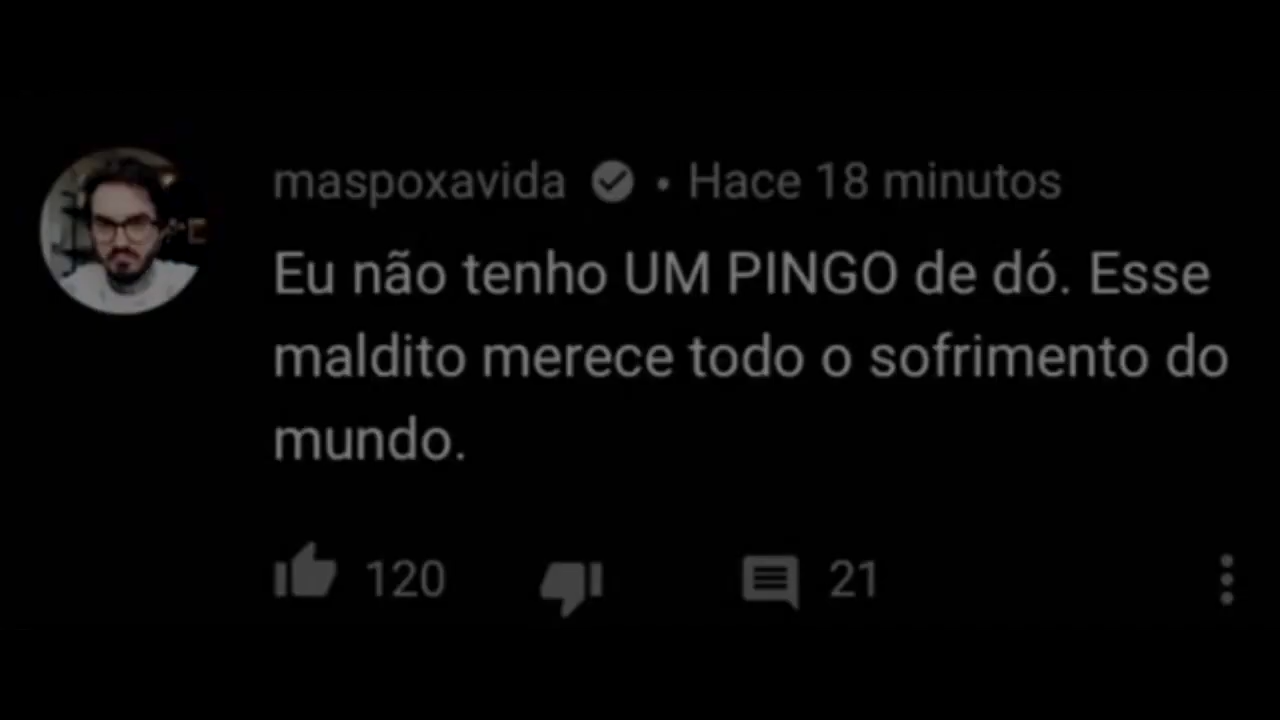 maspoxavida • Hace 18 minutos
Eu não tenho UM PINGO de dó. Esse
maldito merece todo o sofrimento do
mundo.
120 21